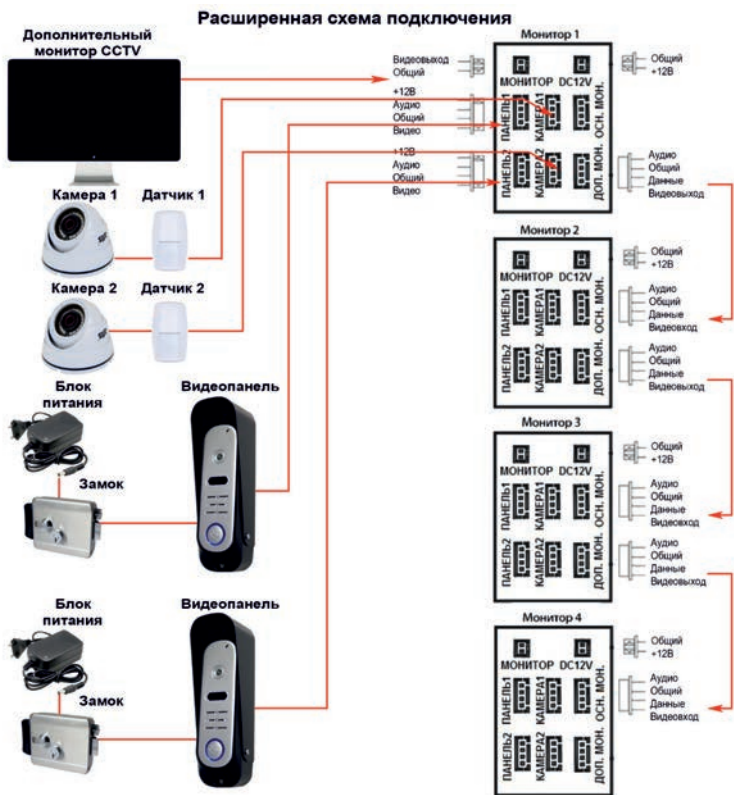 Расширенная схема подключения
Дополнительный
монитор CCTV
Камера 1
Датчик 1
Камера 2
Датчик 2
Блок
питания
Видеопанель
Замок
Блок
питания
Видеопанель
Замок
Монитор 1
Видеовыход
Общий
+12В
Аудио
Общий
Видео
+12В
Аудио
Общий
Видео
МОНИТОР DC12V
ПАНЕЛЬ1
КАМЕРА1
ОСН. МОН.
ПАНЕЛЬ2
КАМЕРА2
ДОП. МОН.
Общий
+12В
Аудио
Общий
Данные
Видеовыход
Монитор 2
МОНИТОР DC12V
ПАНЕЛЬ1
КАМЕРА1
ОСН. МОН.
ПАНЕЛЬ2
КАМЕРА2
ДОП. МОН.
Общий
+12В
Аудио
Общий
Данные
Видеовход
Аудио
Общий
Данные
Видеовыход
Монитор 3
МОНИТОР DC12V
ПАНЕЛЬ1
КАМЕРА1
ОСН. МОН.
ПАНЕЛЬ2
КАМЕРА2
ДОП. МОН.
Общий
+12В
Аудио
Общий
Данные
Видеовход
Аудио
Общий
Данные
Видеовыход
Монитор 4
МОНИТОР DC12V
ПАНЕЛЬ1
КАМЕРА1
ОСН. МОН.
ПАНЕЛЬ2
КАМЕРА2
ДОП. МОН.
Общий
+12В
Аудио
Общий
Данные
Видеовход